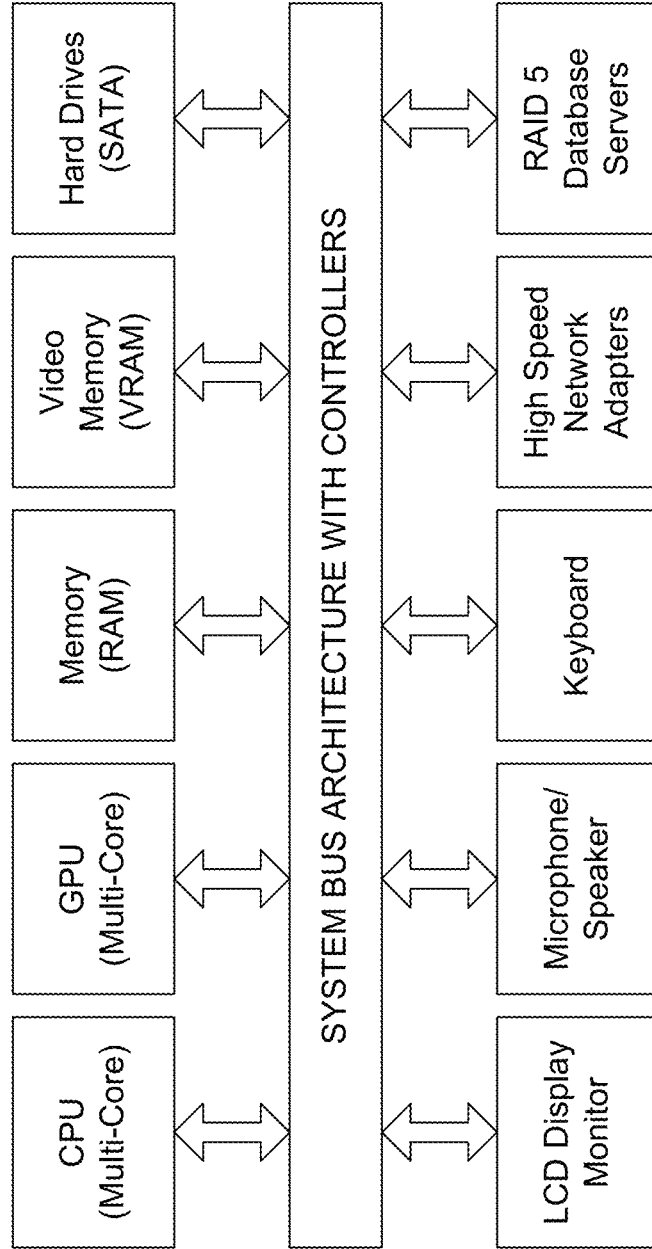 CPU
(Multi-Core)
GPU
(Multi-Core)
Memory
(RAM)
Video
Memory
(VRAM)
Hard Drives
(SATA)
SYSTEM BUS ARCHITECTURE WITH CONTROLLERS
LCD Display
Monitor
Microphone/
Speaker
Keyboard
High Speed
Network
Adapters
RAID 5
Database
Servers